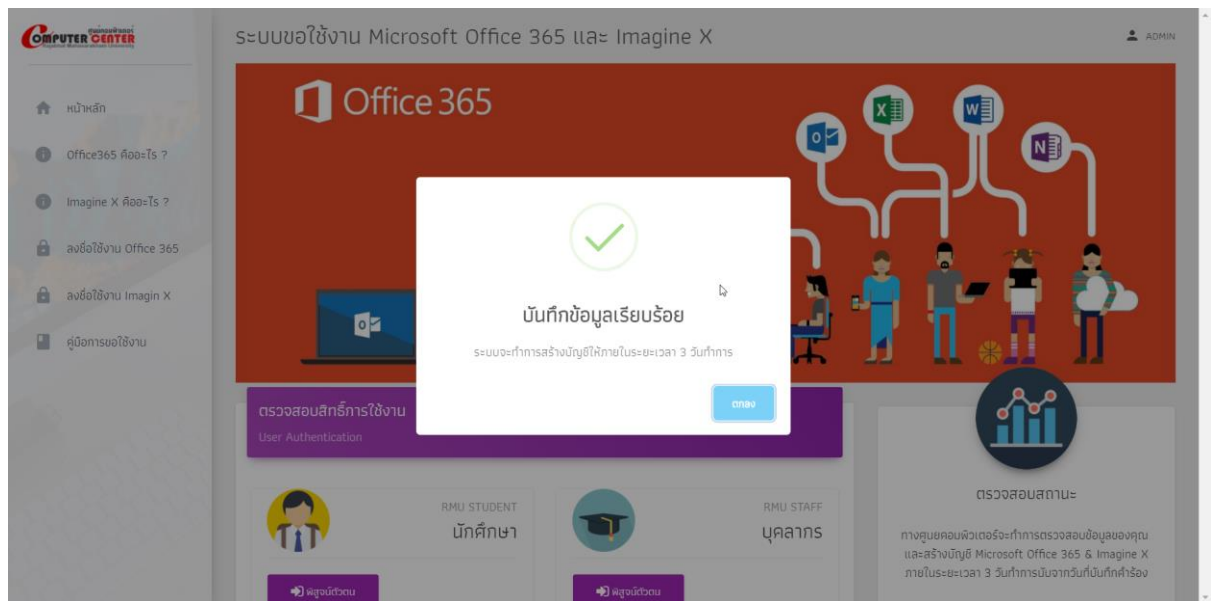 ศูนย์คอมพิวเตอร์
COMPUTER CENTER
ระบบขอใช้งาน Microsoft Office 365 และ Imagine X
ADMIN
หน้าหลัก
Office365 คืออะไร ?
Imagine X คืออะไร ?
ลงชื่อใช้งาน Office 365
ลงชื่อใช้งาน Imagin X
คู่มือการขอใช้งาน
Office 365
บันทึกข้อมูลเรียบร้อย
ระบบจะทำการสร้างบัญชีให้ภายในระยะเวลา 3 วันทำการ
ตกลง
ตรวจสอบสิทธิ์การใช้งาน
User Authentication
RMU STUDENT
นักศึกษา
พิสูจน์ตัวตน
RMU STAFF
บุคลากร
พิสูจน์ตัวตน
ตรวจสอบสถานะ
ทางศูนยคอมพิวเตอร์จะทำการตรวจสอบข้อมูลของคุณ
และสร้างบัญชี Microsoft Office 365 & Imagine X
ภายในระยะเวลา 3 วันทำการนับจากวันที่บันทึกคำร้อง